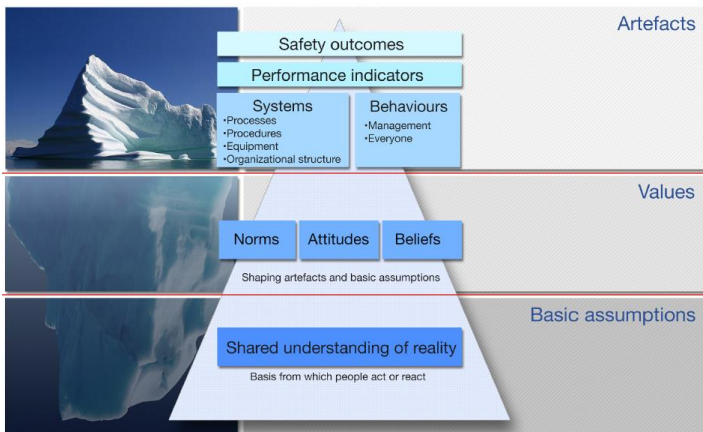 Artefacts
Safety outcomes
Performance indicators
Systems
•Processes
•Procedures
•Equipment
•Organizational structure
Behaviours
•Management
•Everyone
Values
Norms
Attitudes
Beliefs
Shaping artefacts and basic assumptions
Basic assumptions
Shared understanding of reality
Basis from which people act or react